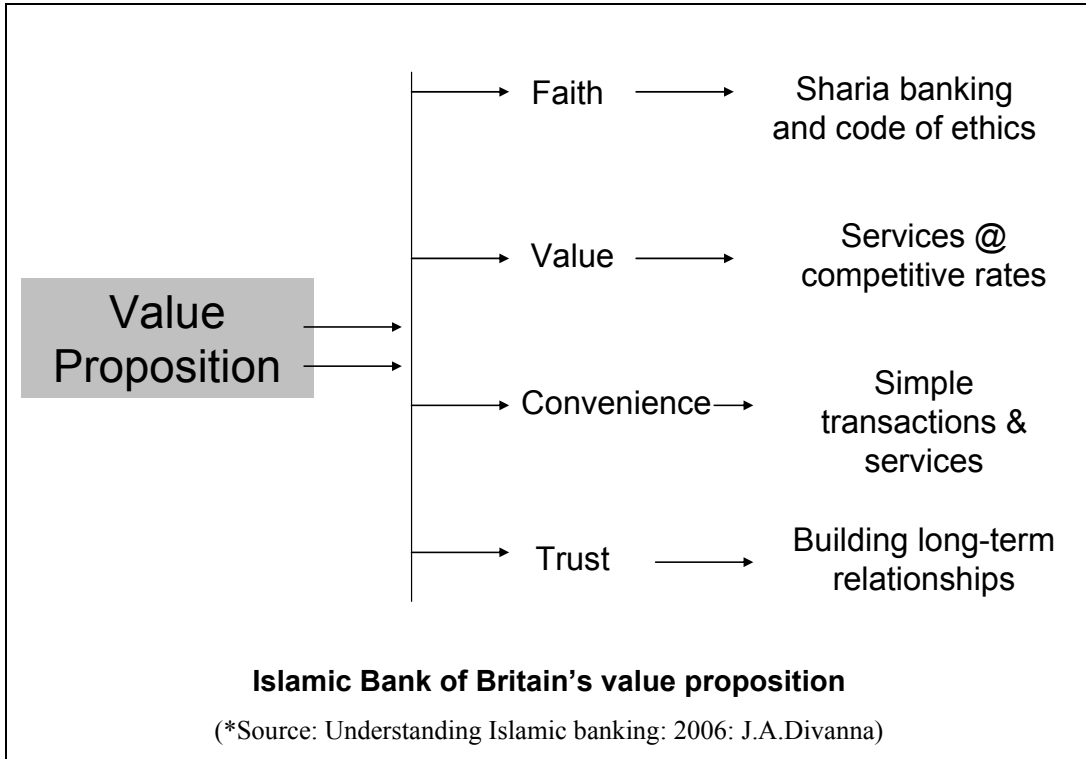 Value
Proposition
Faith
Sharia banking
and code of ethics
Value
Services @
competitive rates
Convenience
Simple
transactions &
services
Trust
Building long-term
relationships
Islamic Bank of Britain's value proposition
(*Source: Understanding Islamic banking: 2006: J.A.Divanna)